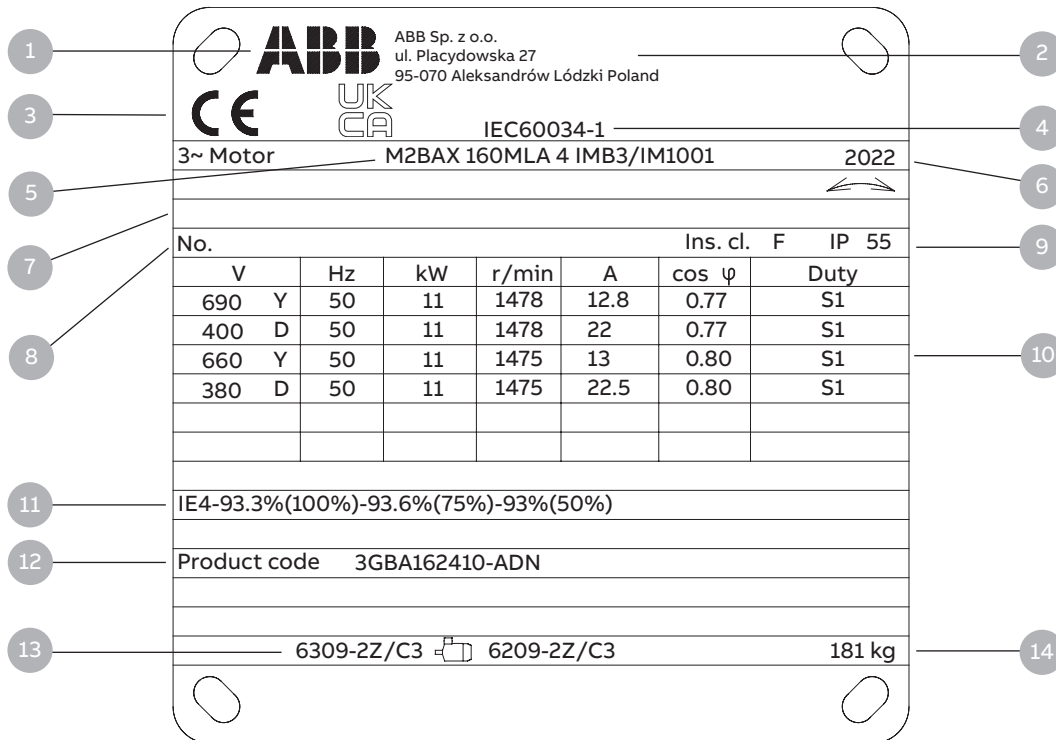 ABB
ABB Sp. z o.o.
ul. Placydowska 27
95-070 Aleksandrów Lódzki Poland
CE
UK
CA
IEC60034-1
3~ Motor M2BAX 160MLA 4 IMB3/IM1001 2022
No. Ins. cl. F IP 55
V Hz kW r/min A cos φ Duty
690 Y 50 11 1478 12.8 0.77 S1
400 D 50 11 1478 22 0.77 S1
660 Y 50 11 1475 13 0.80 S1
380 D 50 11 1475 22.5 0.80 S1
IE4-93.3%(100%)-93.6%(75%)-93%(50%)
Product code 3GBA162410-ADN
6309-2Z/C3 6209-2Z/C3 181 kg
1
2
3
4
5
6
7
8
9
10
11
12
13
14